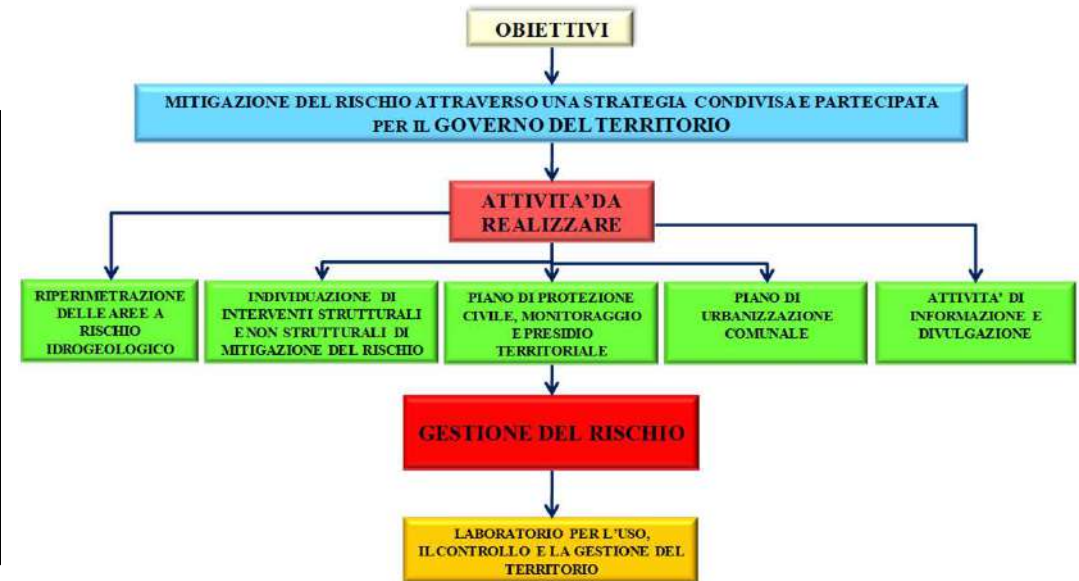 OBIETTIVI
MITIGAZIONE DEL RISCHIO ATTRAVERSO UNA STRATEGIA CONDIVISA E PARTECIPATA
PER IL GOVERNO DEL TERRITORIO
ATTIVITA' DA
REALIZZARE
RIPERIMETRAZIONE
DELLE AREE A
RISCHIO
IDROGEOLOGICO
INDIVIDUAZIONE DI
INTERVENTI STRUTTURALI
E NON STRUTTURALI DI
MITIGAZIONE DEL RISCHIO
PIANO DI PROTEZIONE
CIVILE, MONITORAGGIO
E PRESIDIO
TERRITORIALE
PIANO DI
URBANIZZAZIONE
COMUNALE
ATTIVITA' DI
INFORMAZIONE E
DIVULGAZIONE
GESTIONE DEL RISCHIO
LABORATORIO PER L'USO,
IL CONTROLLO E LA GESTIONE DEL
TERRITORIO